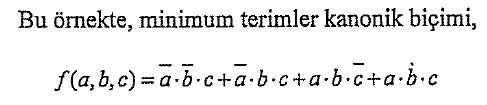 Bu örnekte, minimum terimler kanonik biçimi,
f(a,b,c) = a̅·b̅·c+a̅·b·c+a·b·c̅+a·ḃ·c